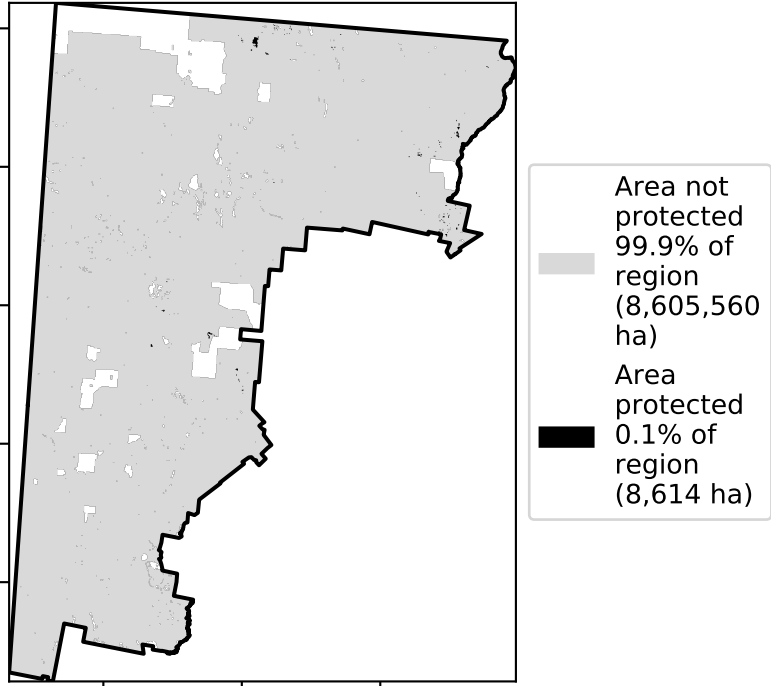 Area not
protected
99.9% of
region
(8,605,560
ha)
Area
protected
0.1% of
region
(8,614 ha)